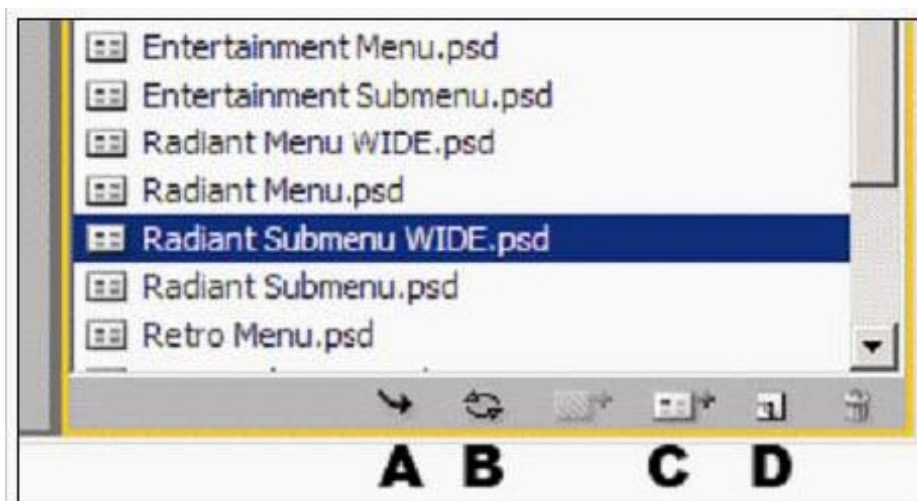 Entertainment Menu.psd
Entertainment Submenu.psd
Radiant Menu WIDE.psd
Radiant Menu.psd
Radiant Submenu WIDE.psd
Radiant Submenu.psd
Retro Menu.psd
A B C D